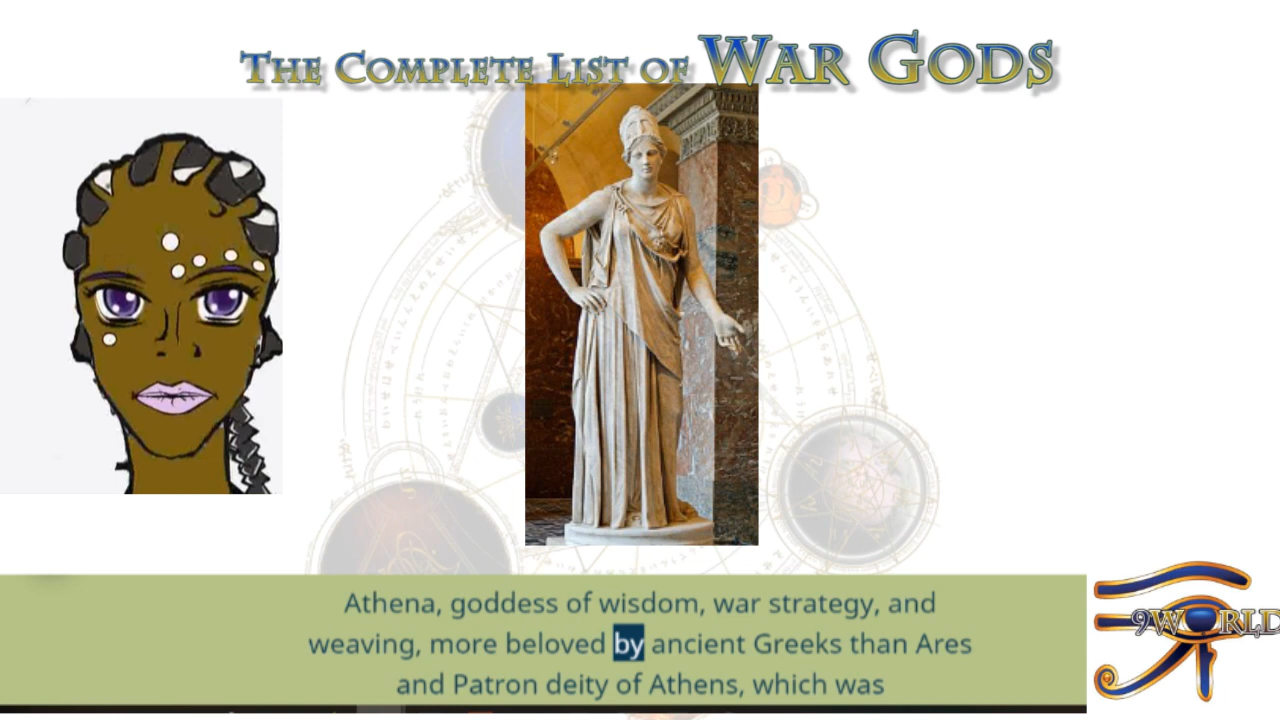 The Complete List of War Gods
Athena, goddess of wisdom, war strategy, and
weaving, more beloved by ancient Greeks than Ares
and Patron deity of Athens, which was
9World